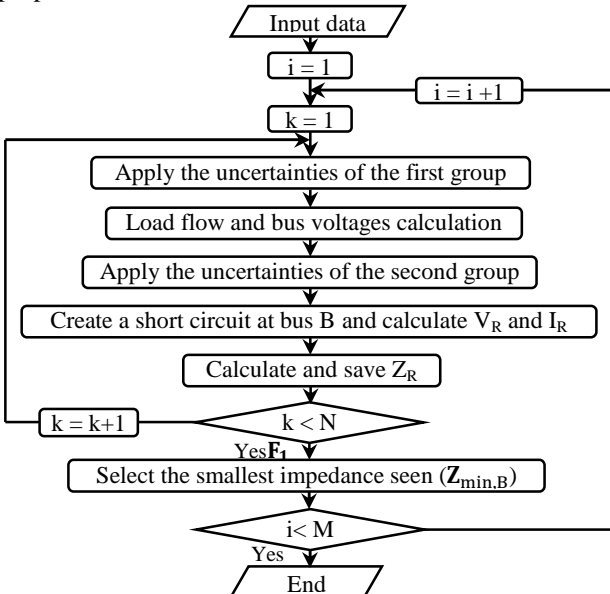 Input data
i = 1
i = i +1
k = 1
Apply the uncertainties of the first group
Load flow and bus voltages calculation
Apply the uncertainties of the second group
Create a short circuit at bus B and calculate V_R and I_R
Calculate and save Z_R
k = k+1
k < N
YesF₁
Select the smallest impedance seen (Z_min,B)
i< M
Yes
End